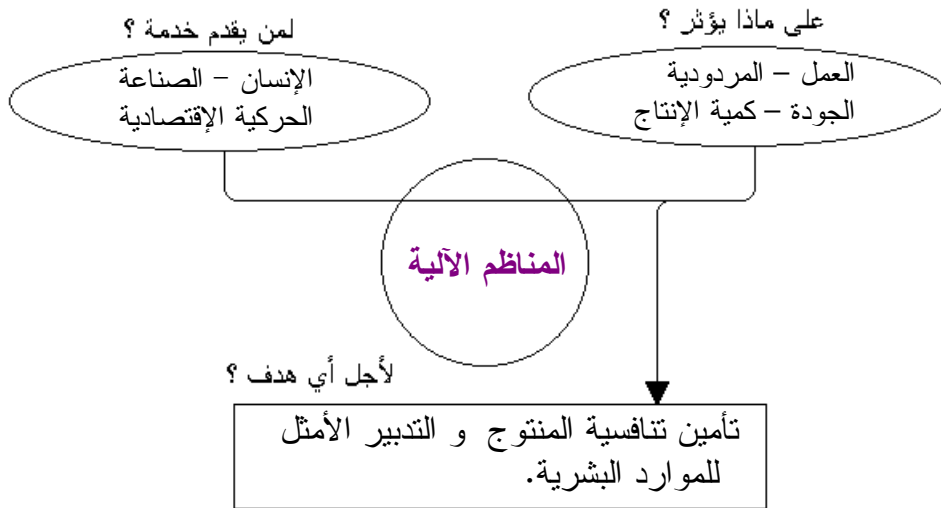 على ماذا يؤثر ؟
العمل – المردودية
الجودة – كمية الإنتاج
لمن يقدم خدمة ؟
الإنسان – الصناعة
الحركية الإقتصادية
المناظم الآلية
لأجل أي هدف ؟
تأمين تنافسية المنتوج و التدبير الأمثل
للموارد البشرية.